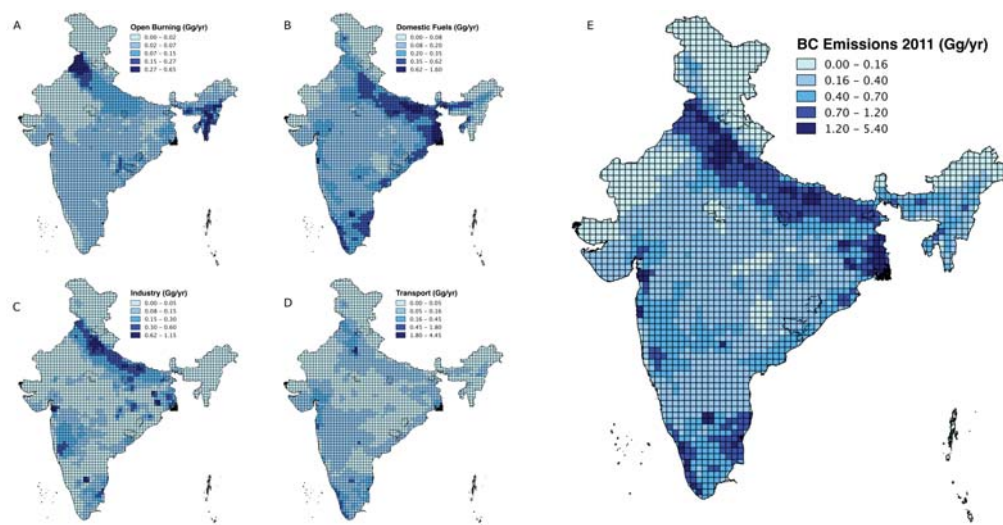 A
Open Burning (Gg/yr)
0.00 – 0.02
0.02 – 0.07
0.07 – 0.15
0.15 – 0.27
0.27 – 0.65
B
Domestic Fuels (Gg/yr)
0.00 – 0.08
0.08 – 0.20
0.20 – 0.35
0.35 – 0.62
0.62 – 1.60
C
Industry (Gg/yr)
0.00 – 0.05
0.08 – 0.15
0.15 – 0.30
0.30 – 0.60
0.62 – 1.15
D
Transport (Gg/yr)
0.00 – 0.05
0.05 – 0.16
0.16 – 0.45
0.45 – 1.80
1.80 – 4.45
E
BC Emissions 2011 (Gg/yr)
0.00 – 0.16
0.16 – 0.40
0.40 – 0.70
0.70 – 1.20
1.20 – 5.40